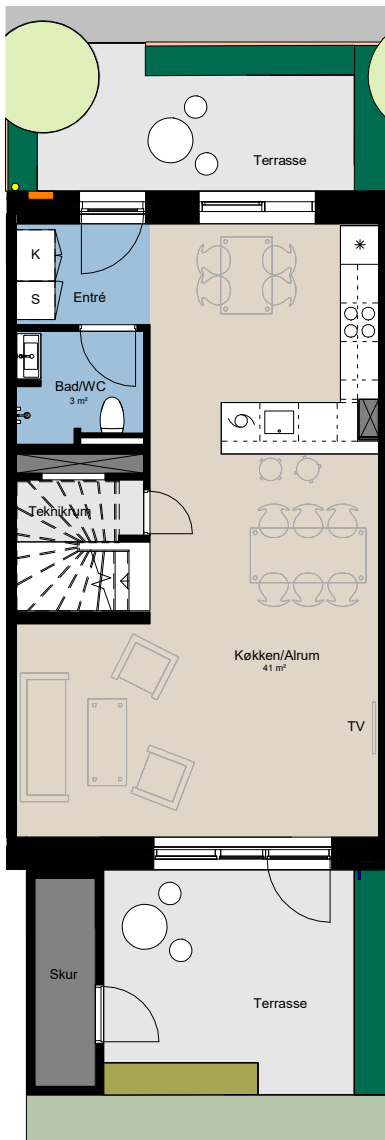 Terrasse
K
S
Entré
Bad/WC
3 m²
Teknikrum
Køkken/Alrum
41 m²
TV
Skur
Terrasse